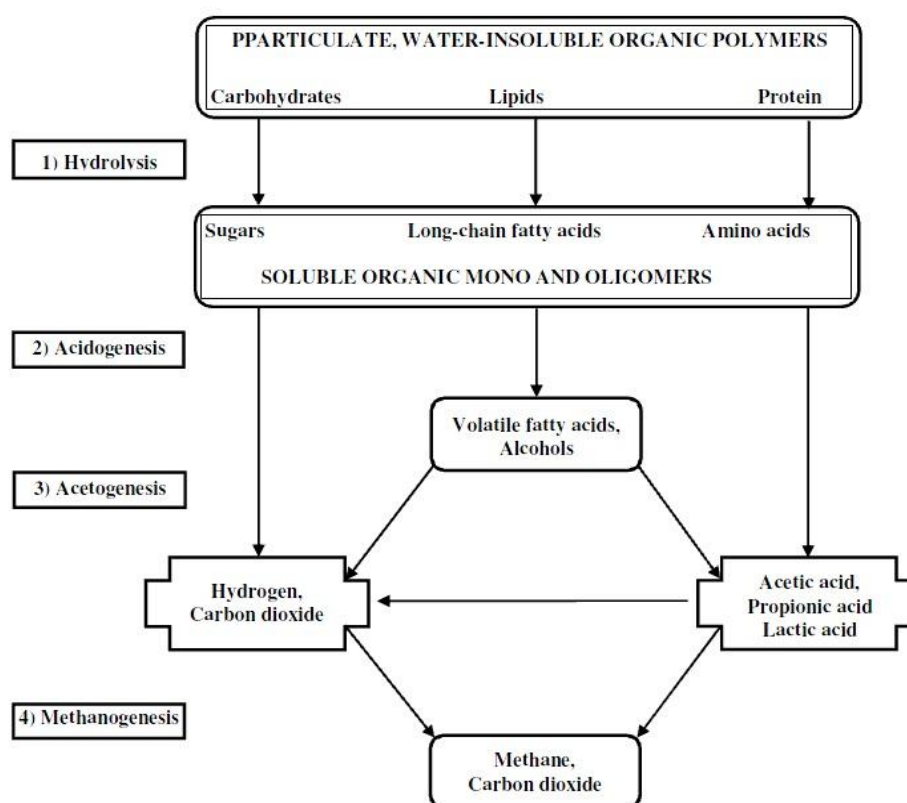 PPARTICULATE, WATER-INSOLUBLE ORGANIC POLYMERS
Carbohydrates Lipids Protein
1) Hydrolysis
Sugars Long-chain fatty acids Amino acids
SOLUBLE ORGANIC MONO AND OLIGOMERS
2) Acidogenesis
Volatile fatty acids,
Alcohols
3) Acetogenesis
Hydrogen,
Carbon dioxide
Acetic acid,
Propionic acid
Lactic acid
4) Methanogenesis
Methane,
Carbon dioxide